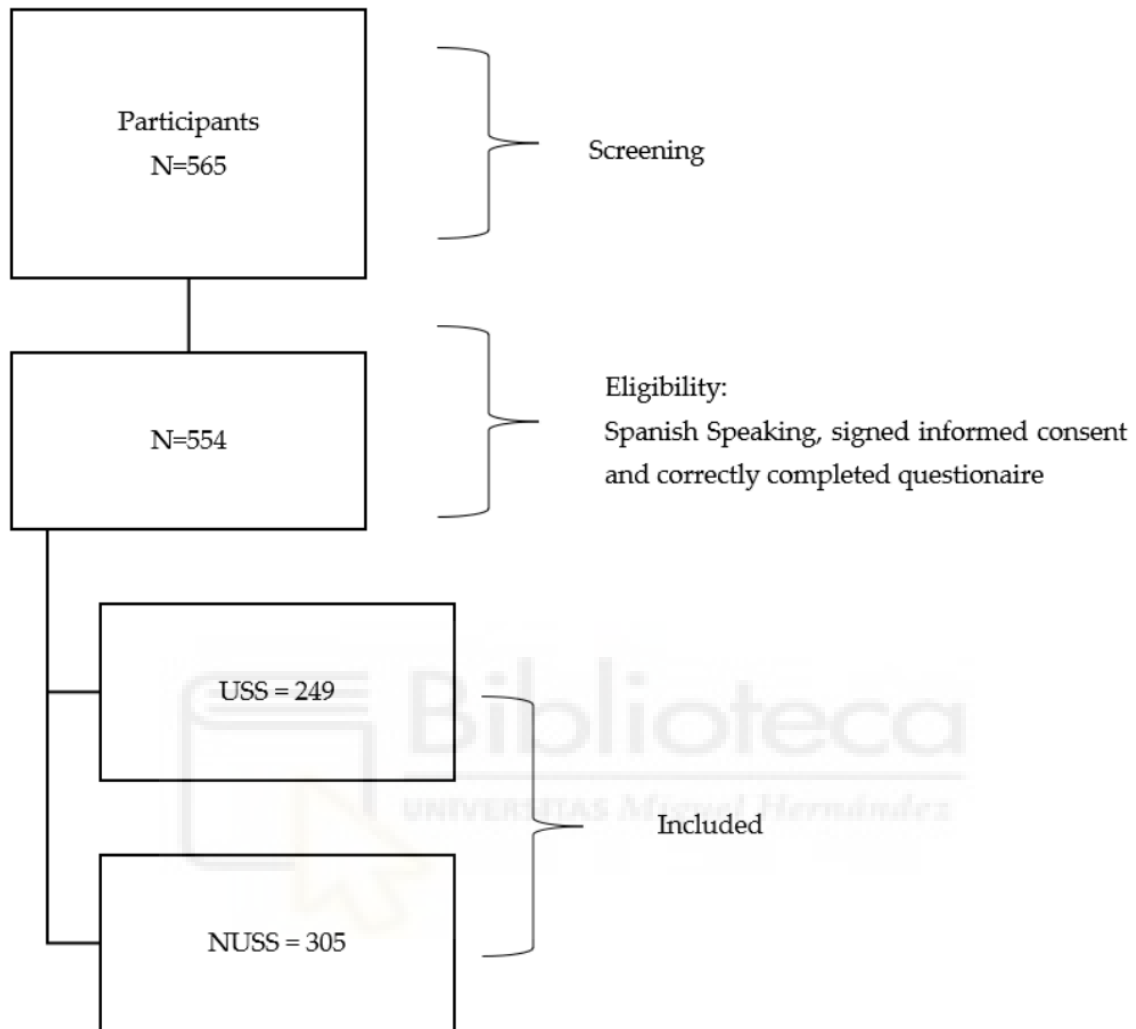 Participants
N=565
Screening
N=554
Eligibility:
Spanish Speaking, signed informed consent
and correctly completed questionaire
USS = 249
Biblioteca
UNIVERSITAS Miguel Hernández
Included
NUSS = 305